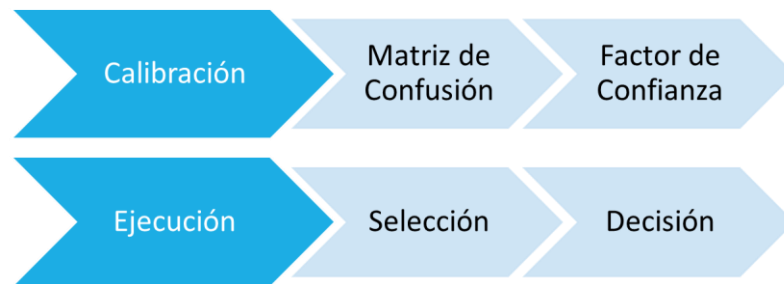 Calibración
Matriz de
Confusión
Factor de
Confianza
Ejecución
Selección
Decisión